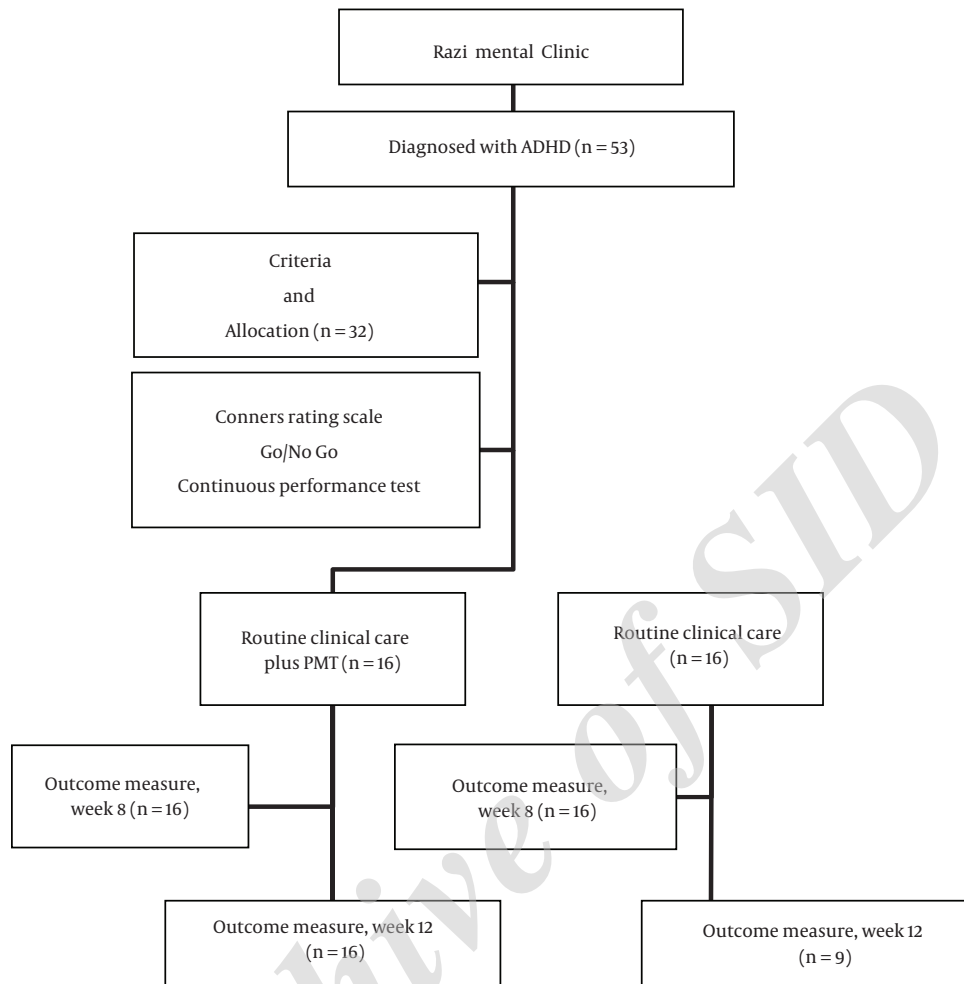 Razi mental Clinic
Diagnosed with ADHD (n = 53)
Criteria
and
Allocation (n = 32)
Conners rating scale
Go/No Go
Continuous performance test
Routine clinical care
plus PMT (n = 16)
Routine clinical care
(n = 16)
Outcome measure,
week 8 (n = 16)
Outcome measure,
week 8 (n = 16)
Outcome measure, week 12
(n = 16)
Outcome measure, week 12
(n = 9)
hive of SID